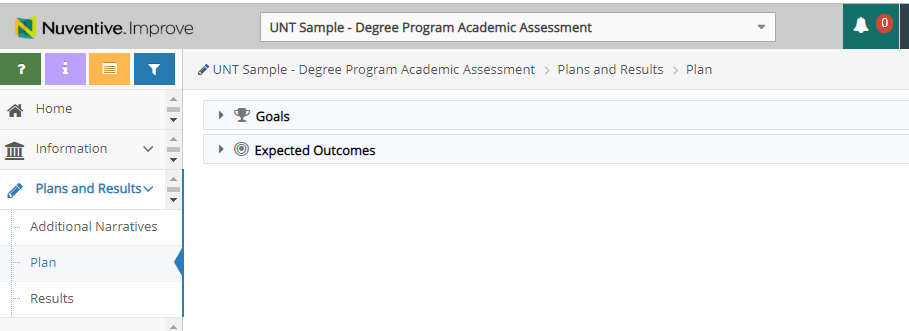 Nuventive.Improve
UNT Sample - Degree Program Academic Assessment
0
? i
UNT Sample - Degree Program Academic Assessment > Plans and Results > Plan
Home
Information
Plans and Results
Additional Narratives
Plan
Results
Goals
Expected Outcomes